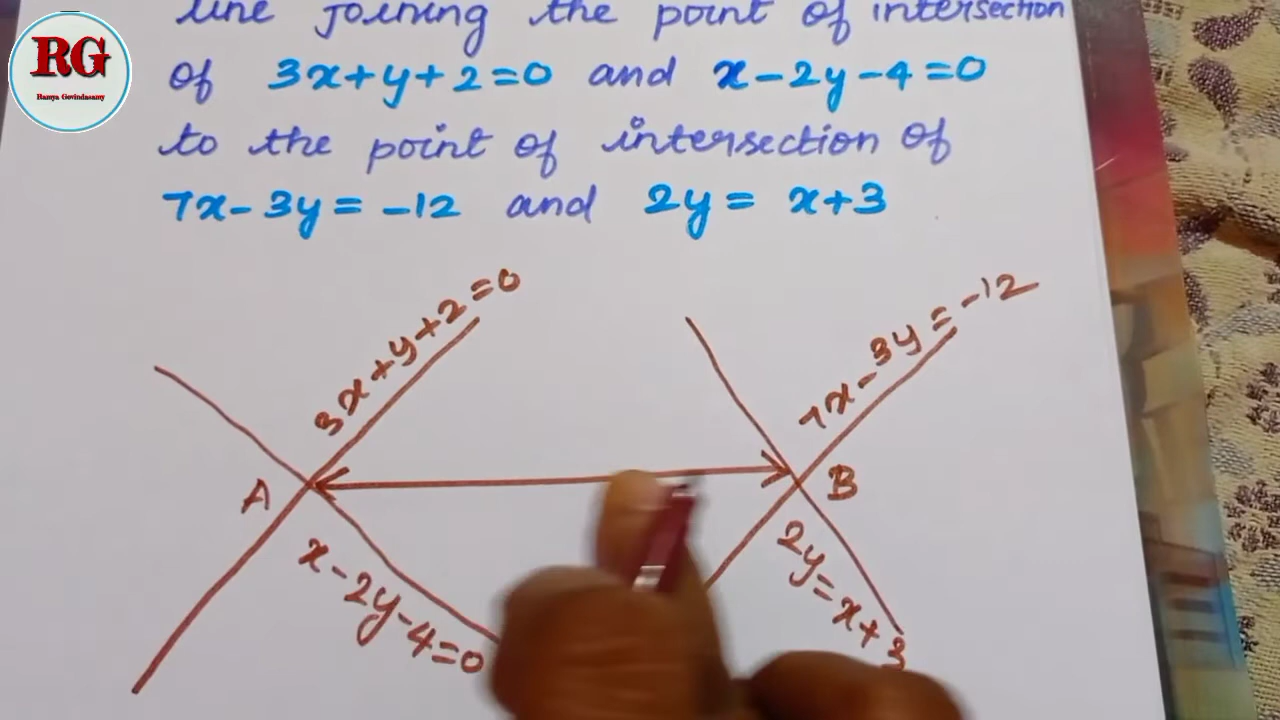 RG
Ramya Govindasamy
line joining the point of intersection
of 3x+y+2=0 and x-2y-4=0
to the point of intersection of
7x-3y=-12 and 2y= x+3
3x+y+2=0
7x-3y=-12
A
B
x-2y-4=0
2y=x+3